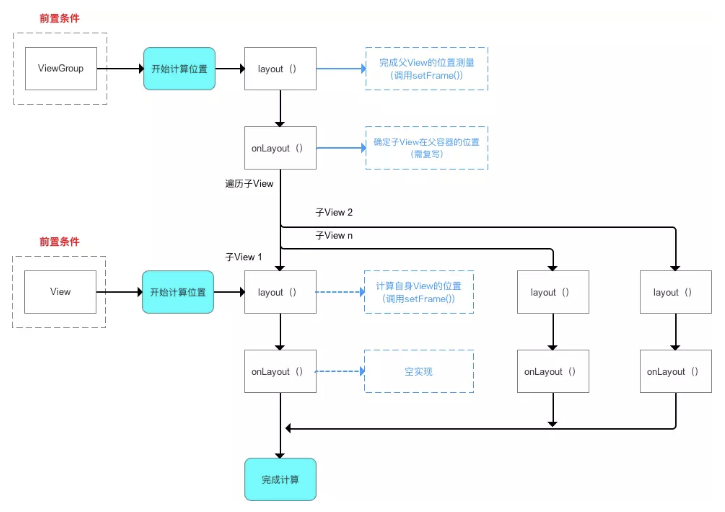 前置条件
ViewGroup
开始计算位置
layout（）
完成父View的位置测量
（调用setFrame()）
onLayout（）
确定子View在父容器的位置
（需复写）
遍历子View
子View 2
子View n
前置条件
子View 1
View
开始计算位置
layout（）
计算自身View的位置
（调用setFrame()）
layout（）
layout（）
onLayout（）
空实现
onLayout（）
onLayout（）
完成计算